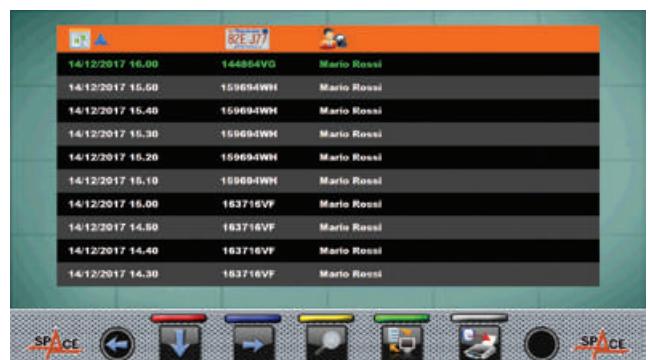 82E J77
14/12/2017 16.00 144864VG Mario Rossi
14/12/2017 15.50 159694WH Mario Rossi
14/12/2017 15.40 159694WH Mario Rossi
14/12/2017 15.30 159694WH Mario Rossi
14/12/2017 15.20 159694WH Mario Rossi
14/12/2017 15.10 159694WH Mario Rossi
14/12/2017 15.00 163716VF Mario Rossi
14/12/2017 14.50 163716VF Mario Rossi
14/12/2017 14.40 163716VF Mario Rossi
14/12/2017 14.30 163716VF Mario Rossi
SPACE SPACE